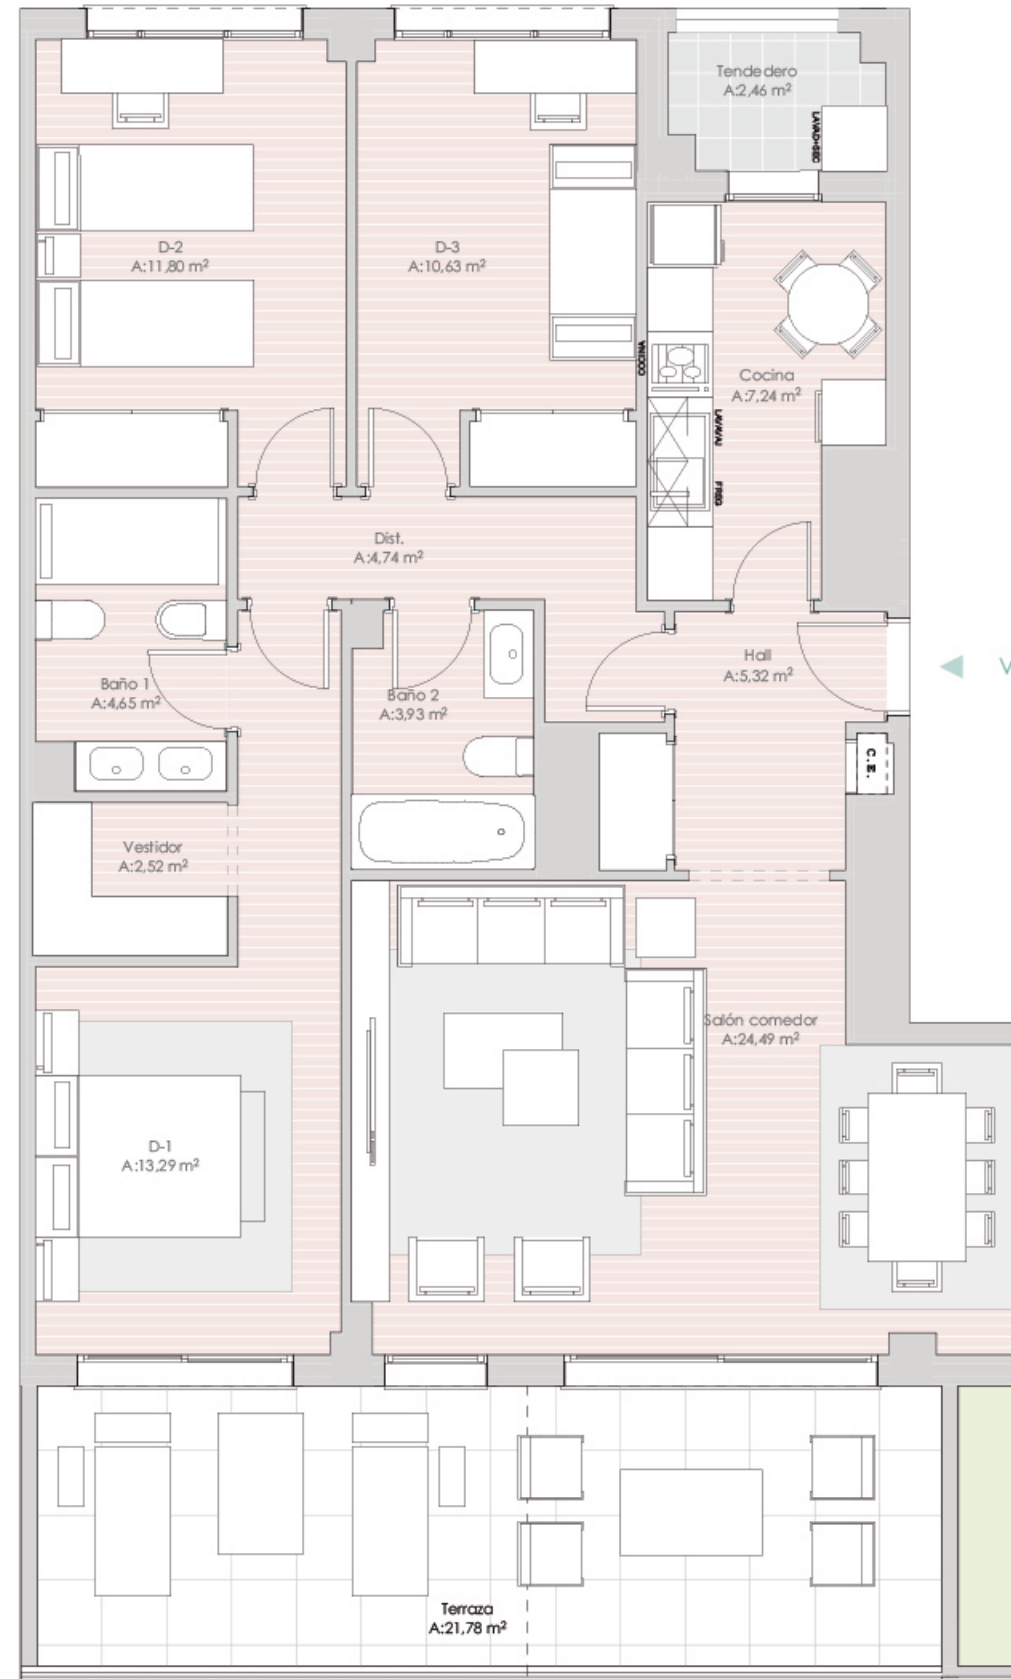 Tendedero
A:2,46 m²
LAVAD+SEC
D-2
A:11,80 m²
D-3
A:10,63 m²
COCINA
Cocina
A:7,24 m²
LAVAVAJ
FREG
Dist.
A:4,74 m²
Hall
A:5,32 m²
V
Baño 1
A:4,65 m²
Baño 2
A:3,93 m²
C.E.
Vestidor
A:2,52 m²
Salón comedor
A:24,49 m²
D-1
A:13,29 m²
Terraza
A:21,78 m²